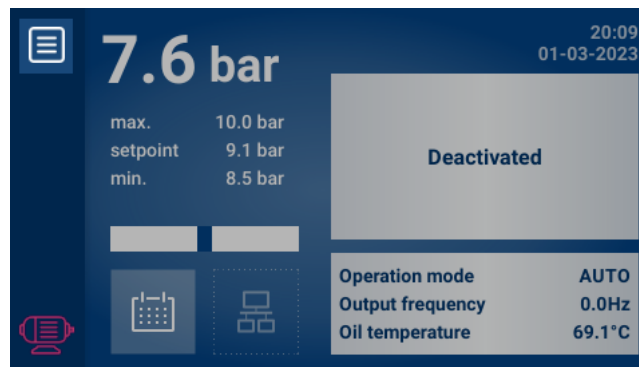 20:09
01-03-2023
7.6 bar
max. 10.0 bar
setpoint 9.1 bar
min. 8.5 bar
Deactivated
Operation mode AUTO
Output frequency 0.0Hz
Oil temperature 69.1°C